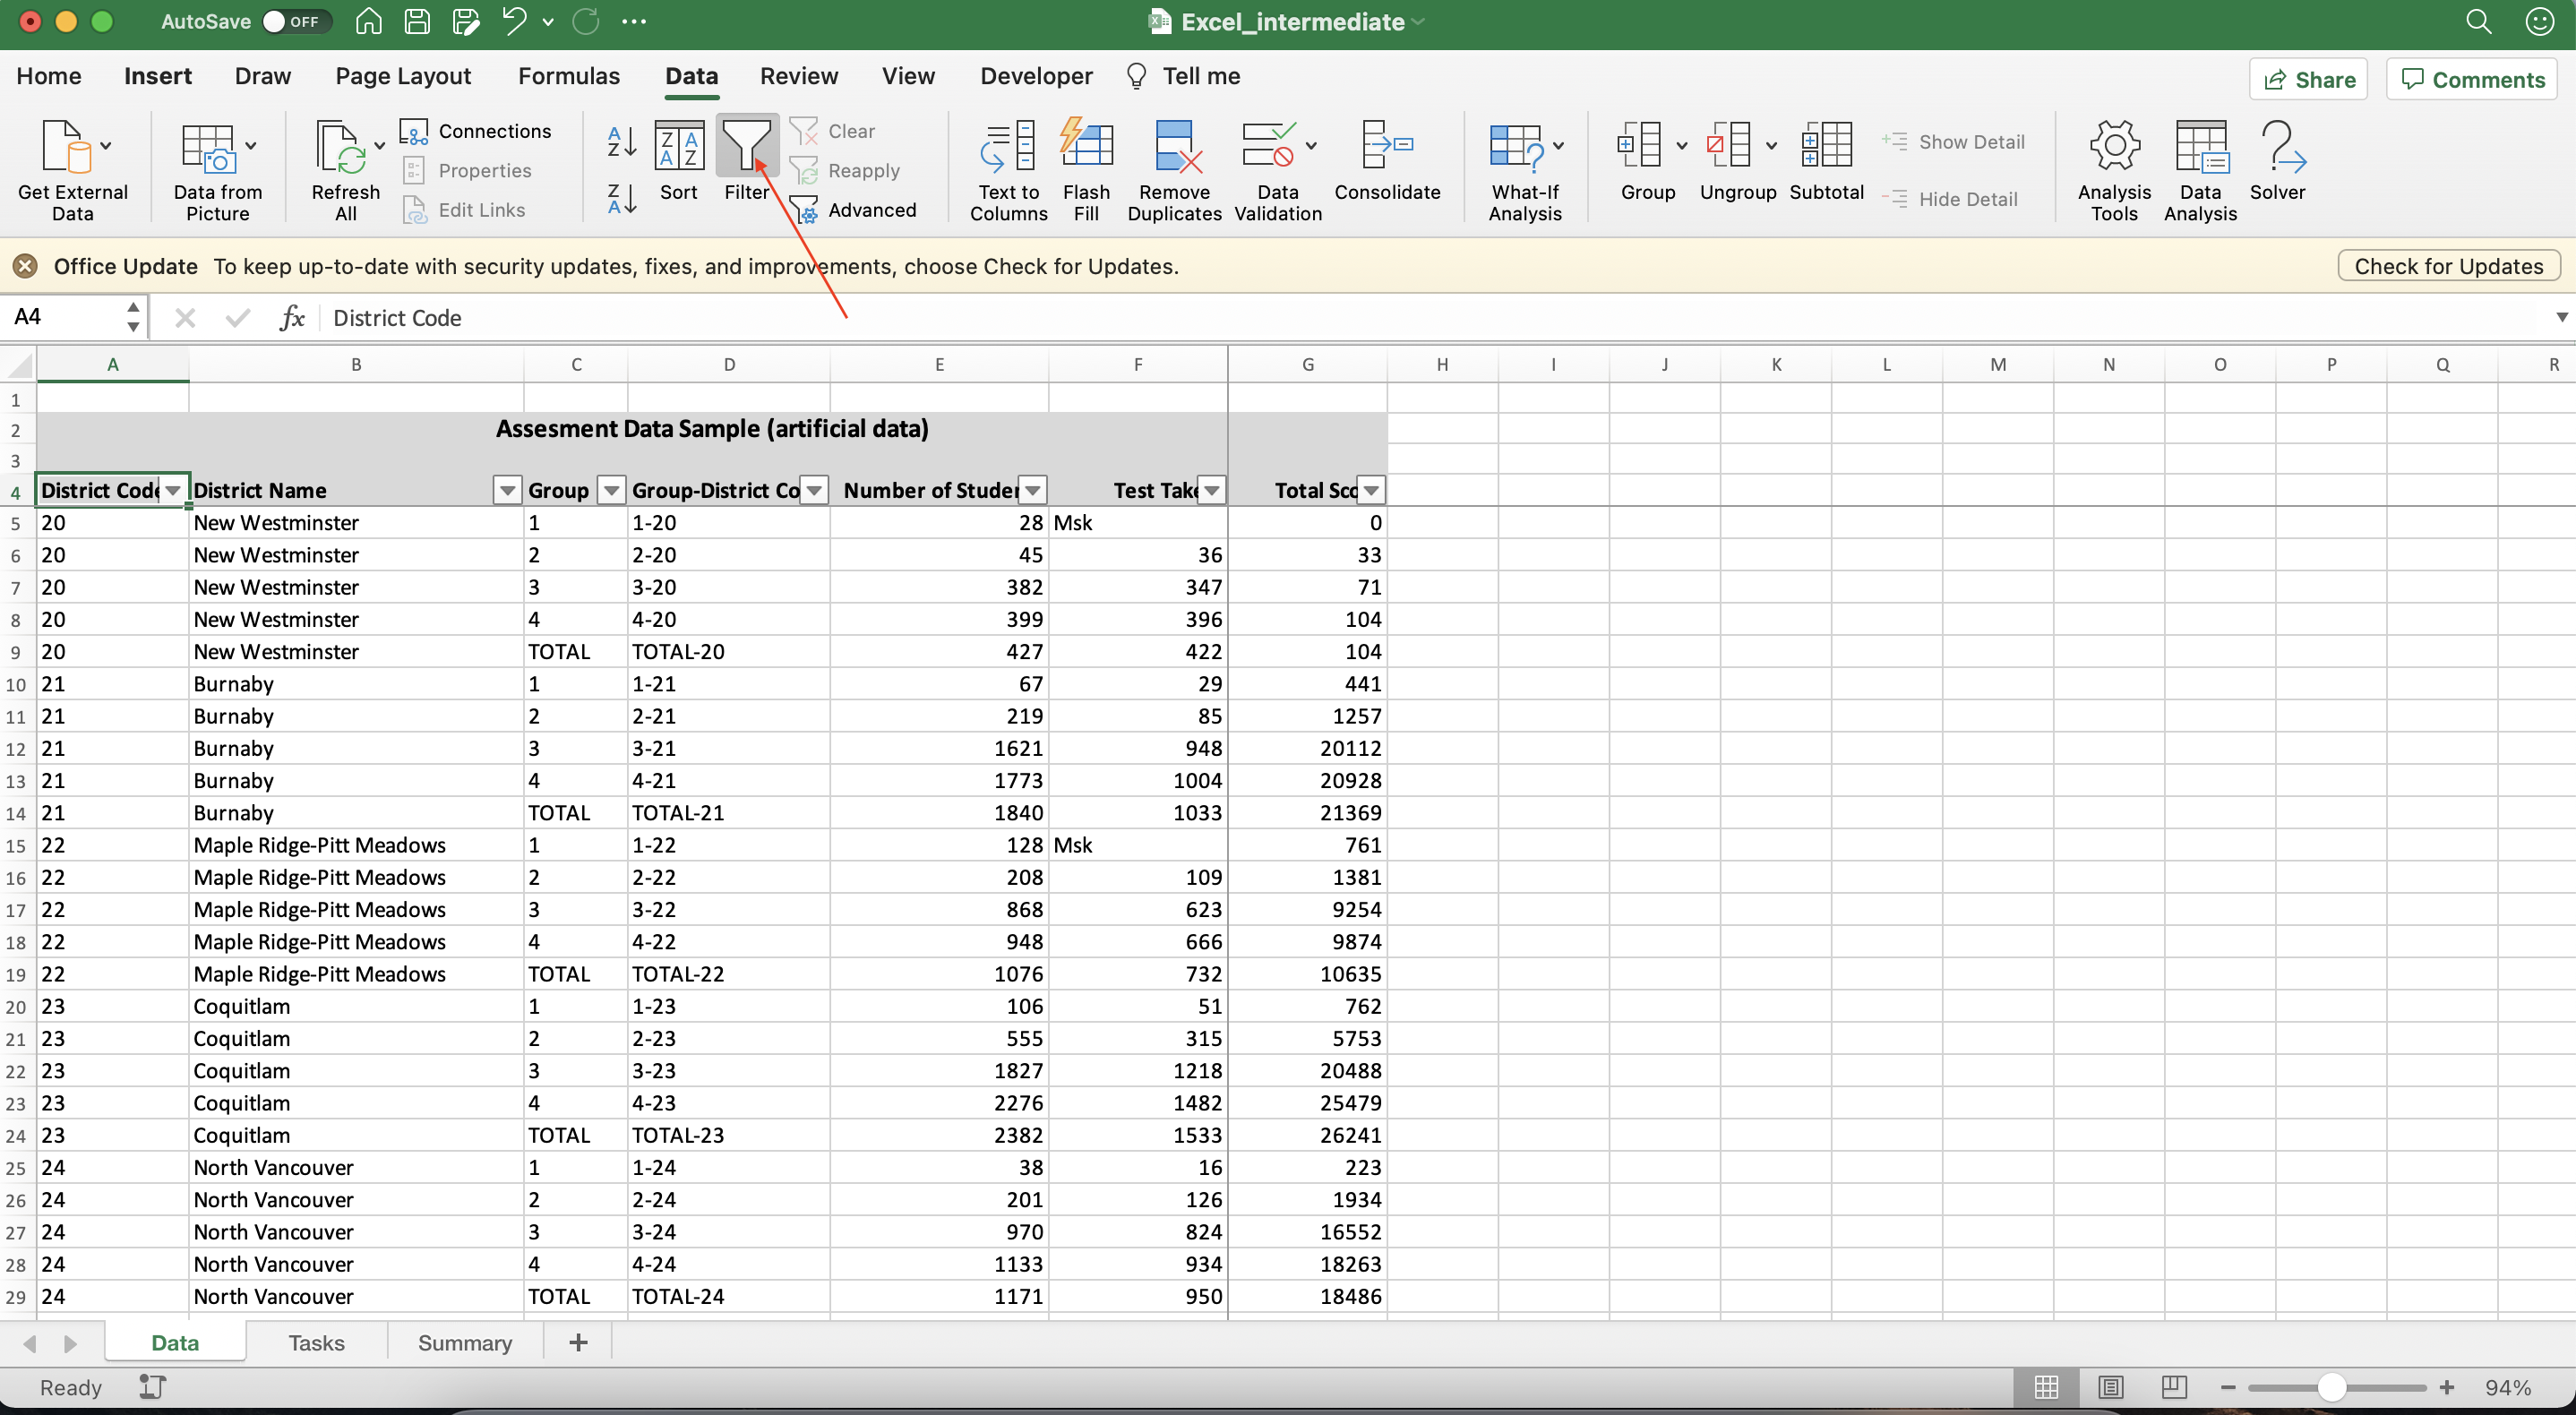 AutoSave OFF Excel_intermediate
Home Insert Draw Page Layout Formulas Data Review View Developer Tell me Share Comments
Get External Data
Data from Picture
Refresh All
Connections
Properties
Edit Links
A Z
Z A
Z A A Z
Sort
Filter
Clear
Reapply
Advanced
Text to Columns
Flash Fill
Remove Duplicates
Data Validation
Consolidate
What-If Analysis
Group
Ungroup
Subtotal
Show Detail
Hide Detail
Analysis Tools
Data Analysis
Solver
Office Update To keep up-to-date with security updates, fixes, and improvements, choose Check for Updates. Check for Updates
A4 fx District Code
A B C D E F G H I J K L M N O P Q R
1
2 Assesment Data Sample (artificial data)
3
4 District Code District Name Group Group-District Co Number of Studer Test Take Total Sco
5 20 New Westminster 1 1-20 28 Msk 0
6 20 New Westminster 2 2-20 45 36 33
7 20 New Westminster 3 3-20 382 347 71
8 20 New Westminster 4 4-20 399 396 104
9 20 New Westminster TOTAL TOTAL-20 427 422 104
10 21 Burnaby 1 1-21 67 29 441
11 21 Burnaby 2 2-21 219 85 1257
12 21 Burnaby 3 3-21 1621 948 20112
13 21 Burnaby 4 4-21 1773 1004 20928
14 21 Burnaby TOTAL TOTAL-21 1840 1033 21369
15 22 Maple Ridge-Pitt Meadows 1 1-22 128 Msk 761
16 22 Maple Ridge-Pitt Meadows 2 2-22 208 109 1381
17 22 Maple Ridge-Pitt Meadows 3 3-22 868 623 9254
18 22 Maple Ridge-Pitt Meadows 4 4-22 948 666 9874
19 22 Maple Ridge-Pitt Meadows TOTAL TOTAL-22 1076 732 10635
20 23 Coquitlam 1 1-23 106 51 762
21 23 Coquitlam 2 2-23 555 315 5753
22 23 Coquitlam 3 3-23 1827 1218 20488
23 23 Coquitlam 4 4-23 2276 1482 25479
24 23 Coquitlam TOTAL TOTAL-23 2382 1533 26241
25 24 North Vancouver 1 1-24 38 16 223
26 24 North Vancouver 2 2-24 201 126 1934
27 24 North Vancouver 3 3-24 970 824 16552
28 24 North Vancouver 4 4-24 1133 934 18263
29 24 North Vancouver TOTAL TOTAL-24 1171 950 18486
Data Tasks Summary +
Ready 94%